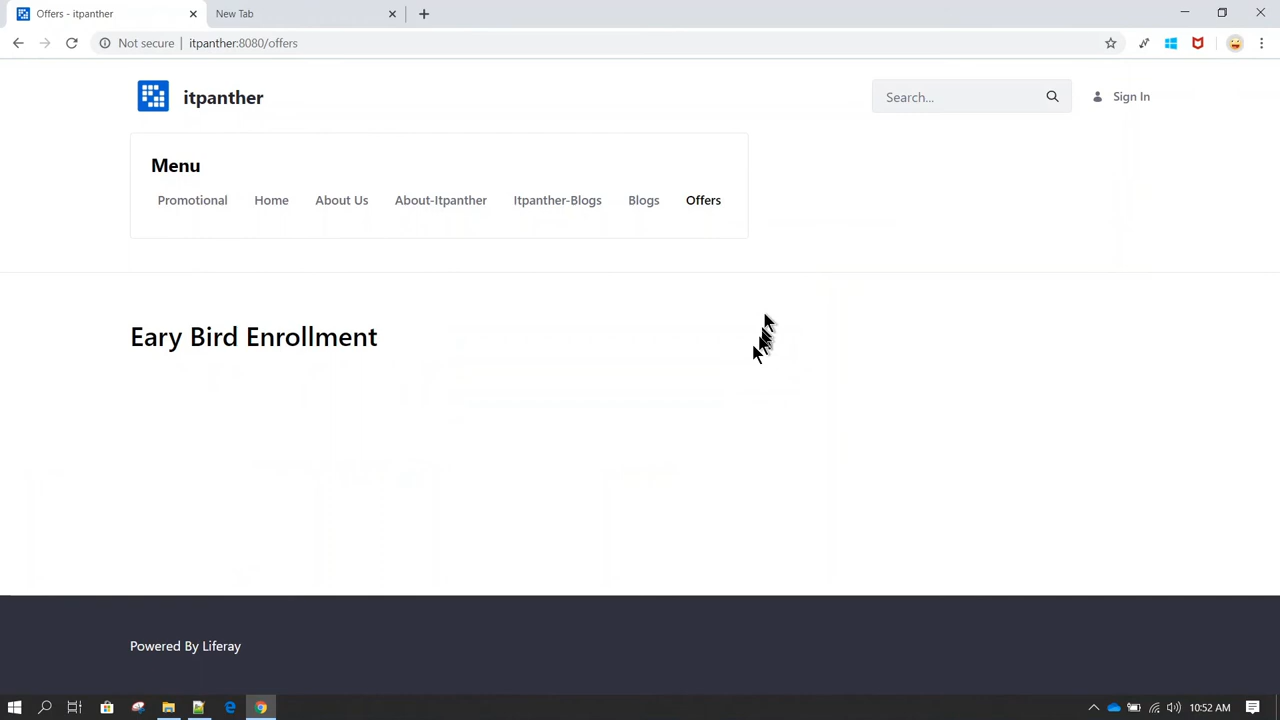 Offers - itpanther
New Tab
Not secure
itpanther:8080/offers
itpanther
Search...
Sign In
Menu
Promotional
Home
About Us
About-Itpanther
Itpanther-Blogs
Blogs
Offers
Eary Bird Enrollment
Powered By Liferay
10:52 AM